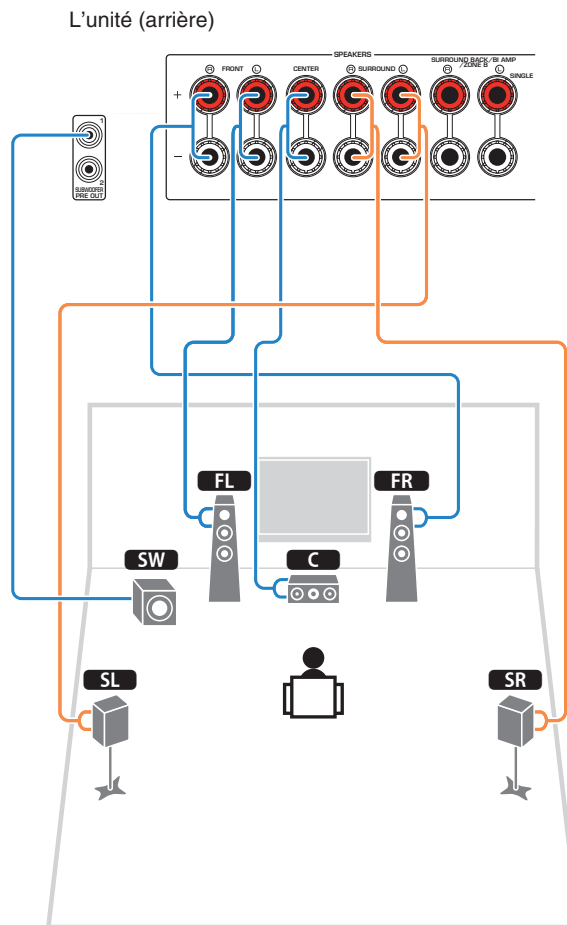 L'unité (arrière)
SPEAKERS
R FRONT L
CENTER
R SURROUND L
SURROUND BACK/BI AMP
/ZONE B
R L
SINGLE
+
−
1
2
SUBWOOFER
PRE OUT
FL
FR
SW
C
SL
SR